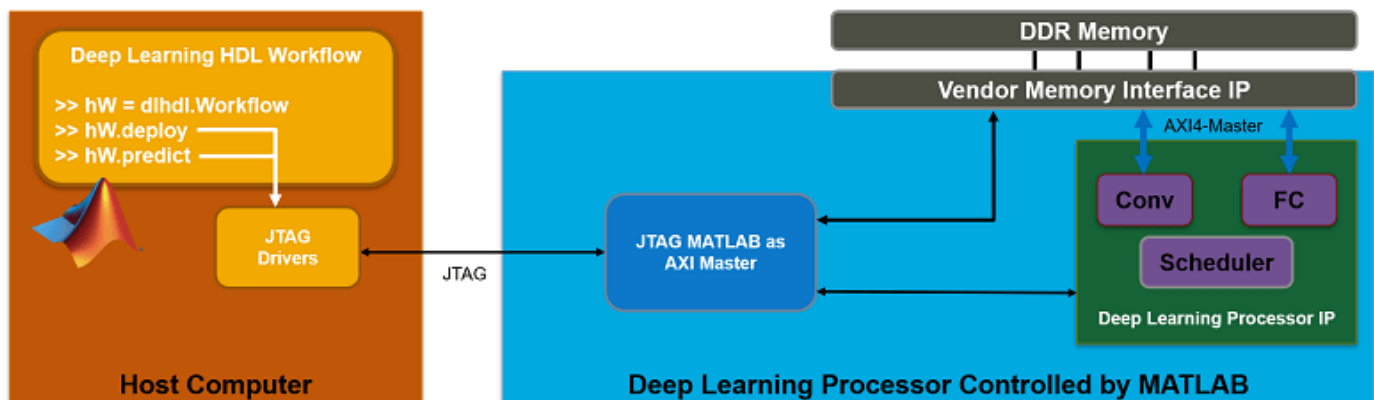 Deep Learning HDL Workflow
>> hW = dlhdl.Workflow
>> hW.deploy
>> hW.predict
JTAG
Drivers
Host Computer
JTAG
JTAG MATLAB as
AXI Master
DDR Memory
Vendor Memory Interface IP
AXI4-Master
Conv
FC
Scheduler
Deep Learning Processor IP
Deep Learning Processor Controlled by MATLAB